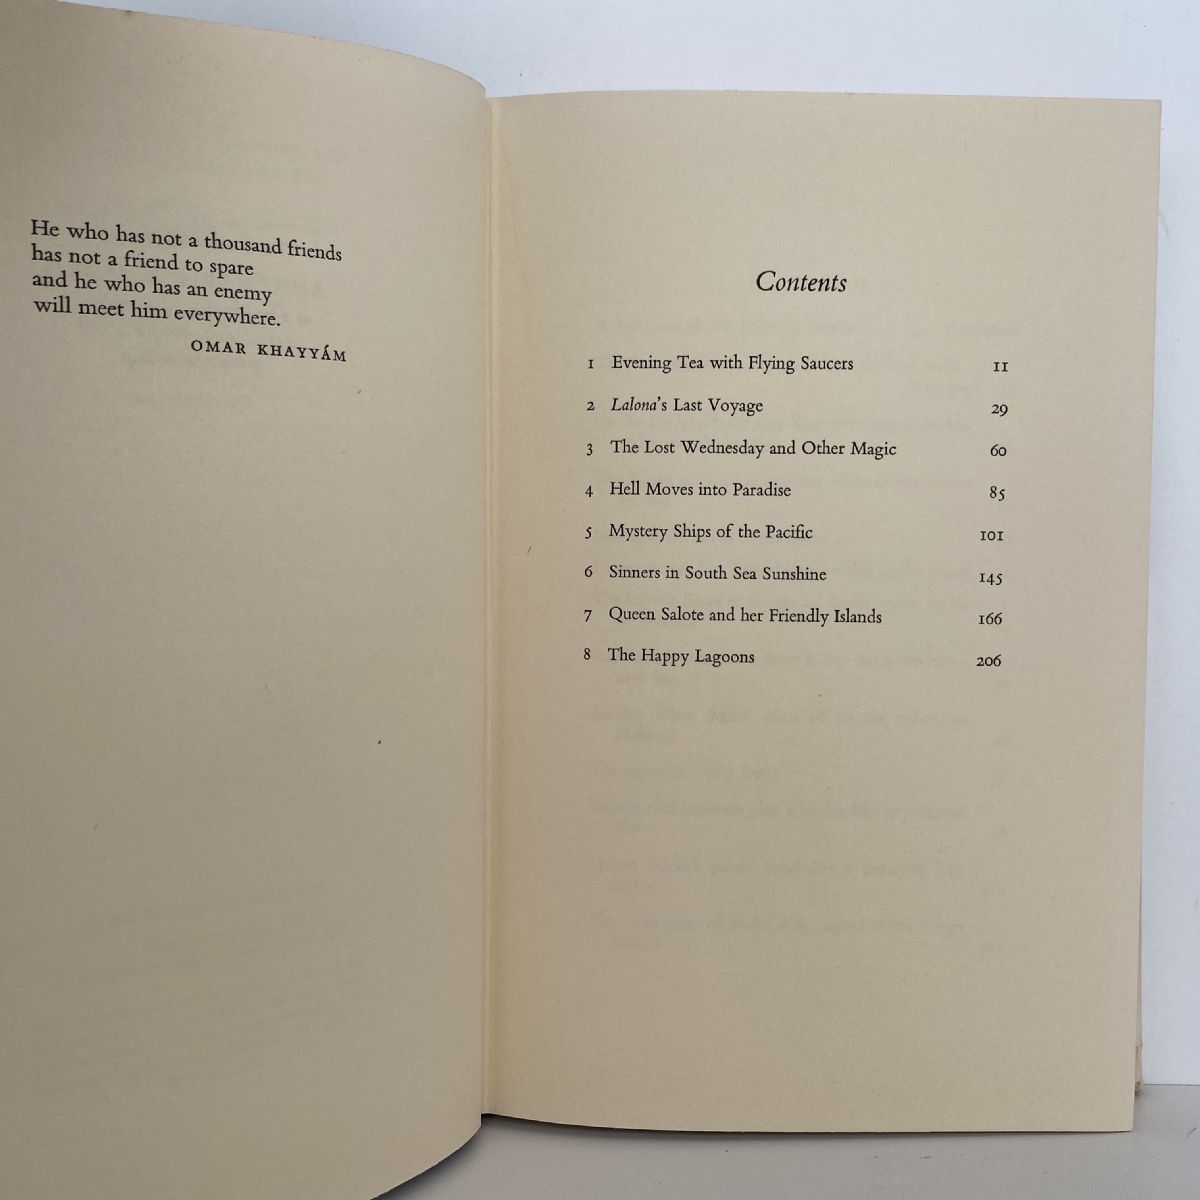 He who has not a thousand friends
has not a friend to spare
and he who has an enemy
will meet him everywhere.
OMAR KHAYYÁM
Contents
1 Evening Tea with Flying Saucers 11
2 Lalona's Last Voyage 29
3 The Lost Wednesday and Other Magic 60
4 Hell Moves into Paradise 85
5 Mystery Ships of the Pacific 101
6 Sinners in South Sea Sunshine 145
7 Queen Salote and her Friendly Islands 166
8 The Happy Lagoons 206